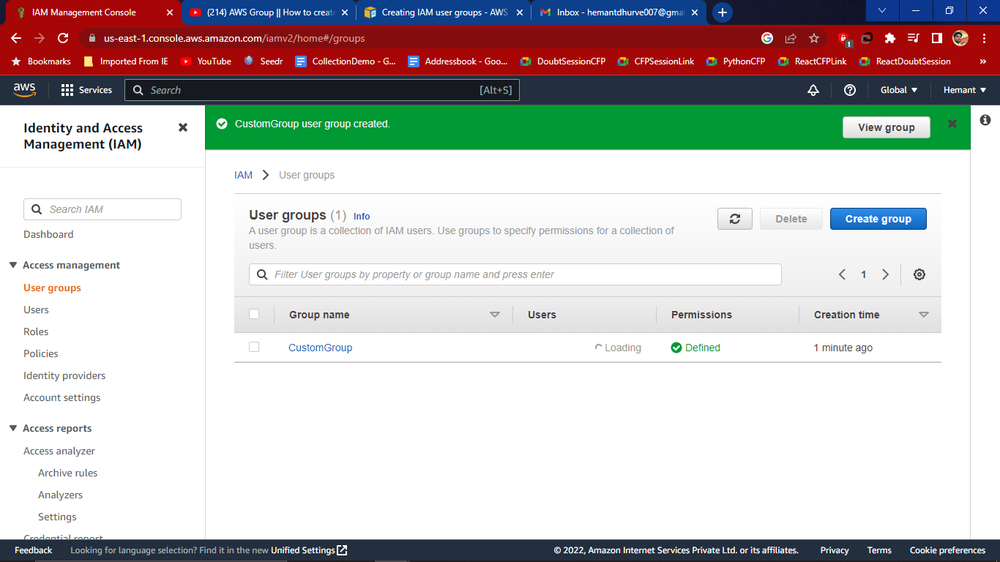 IAM Management Console
(214) AWS Group || How to create
Creating IAM user groups - AWS
Inbox - hemantdhurve007@gmai
us-east-1.console.aws.amazon.com/iamv2/home#/groups
1
Bookmarks
Imported From IE
YouTube
Seedr
CollectionDemo - G...
Addressbook - Goo...
DoubtSessionCFP
CFPSessionLink
PythonCFP
ReactCFPLink
ReactDoubtSession
»
aws
Services
Search
[Alt+S]
Global
Hemant
Identity and Access
Management (IAM)
Search IAM
Dashboard
Access management
User groups
Users
Roles
Policies
Identity providers
Account settings
Access reports
Access analyzer
Archive rules
Analyzers
Settings
Credential report
CustomGroup user group created.
View group
IAM
User groups
User groups (1) Info
A user group is a collection of IAM users. Use groups to specify permissions for a collection of
users.
Delete
Create group
Filter User groups by property or group name and press enter
1
Group name
Users
Permissions
Creation time
CustomGroup
Loading
Defined
1 minute ago
Feedback
Looking for language selection? Find it in the new Unified Settings
© 2022, Amazon Internet Services Private Ltd. or its affiliates.
Privacy
Terms
Cookie preferences